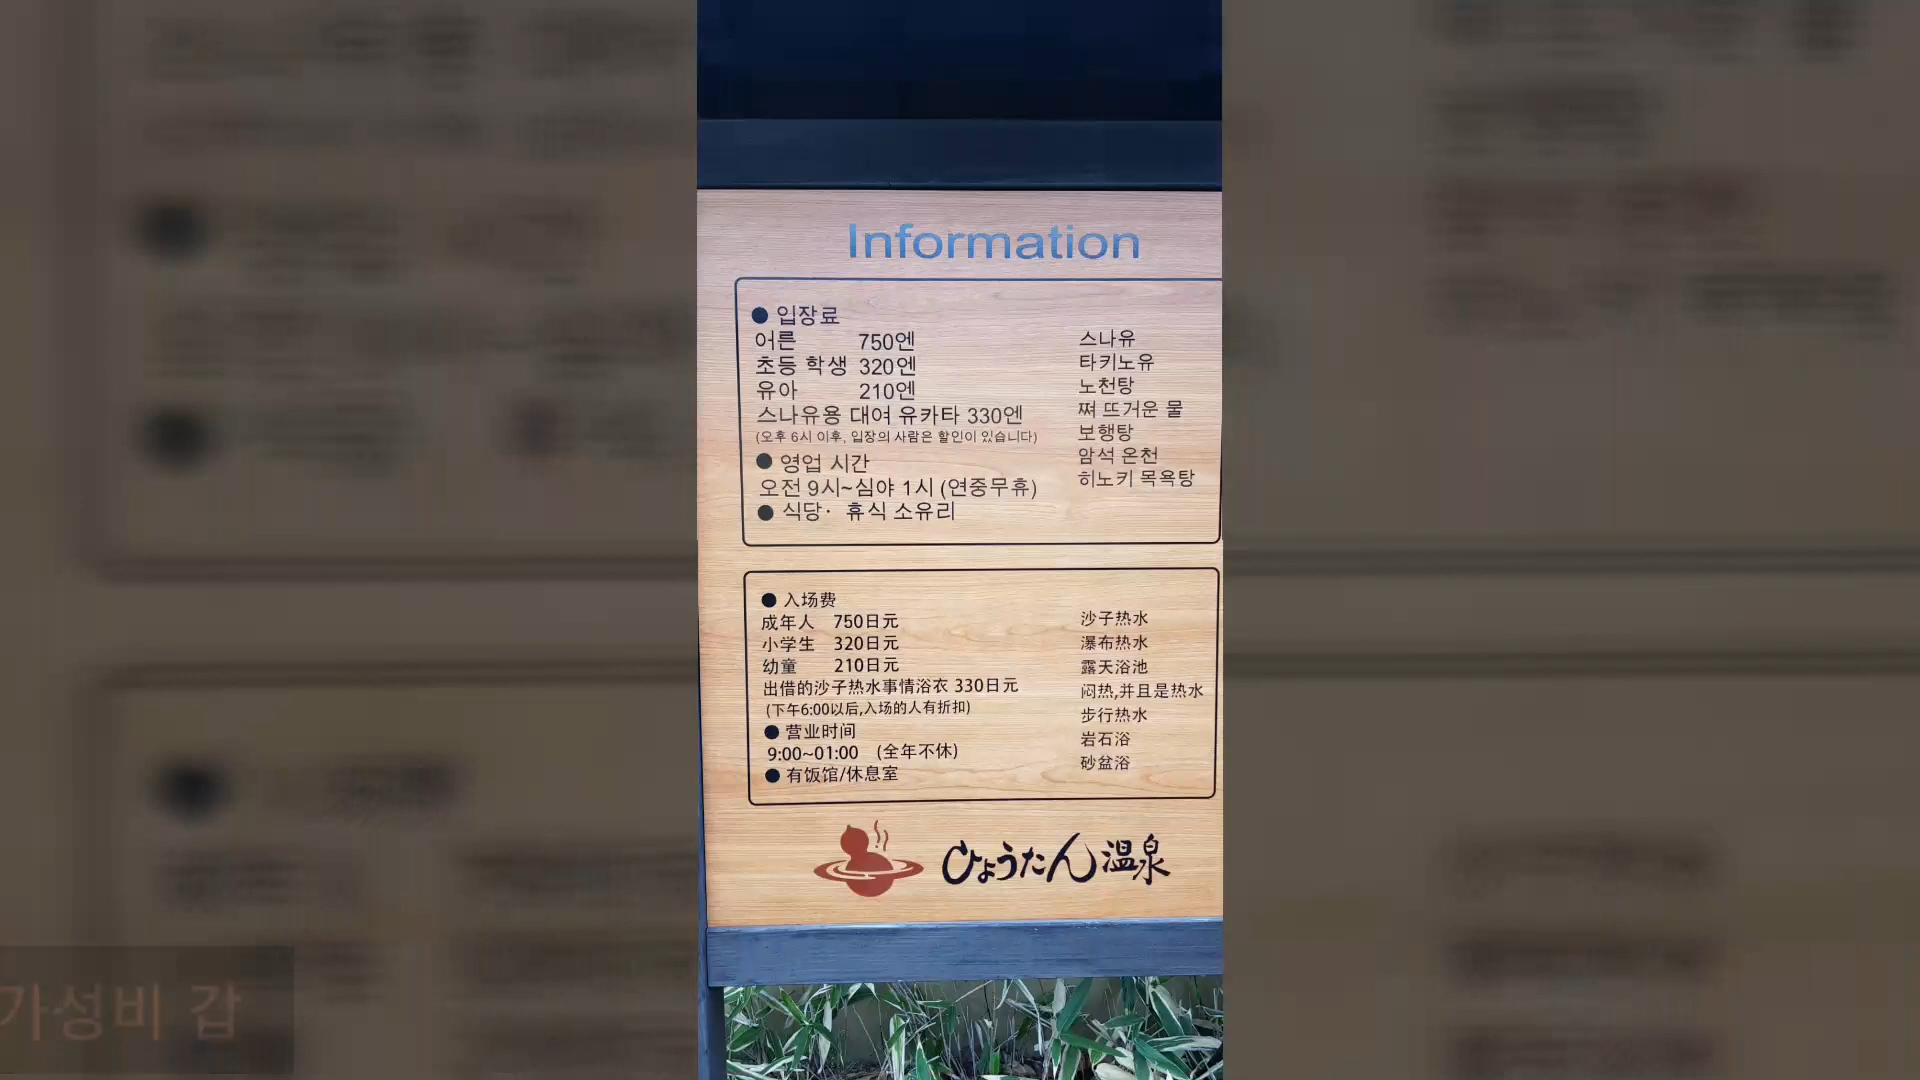 Information
● 입장료
어른 750엔
초등 학생 320엔
유아 210엔
스나유용 대여 유카타 330엔
(오후 6시 이후, 입장의 사람은 할인이 있습니다)
● 영업 시간
오전 9시~심야 1시 (연중무휴)
● 식당· 휴식 소유리
스나유
타키노유
노천탕
쪄 뜨거운 물
보행탕
암석 온천
히노키 목욕탕
● 入场费
成年人 750日元
小学生 320日元
幼童 210日元
出借的沙子热水事情浴衣 330日元
(下午6:00以后,入场的人有折扣)
● 营业时间
9:00~01:00 (全年不休)
● 有饭馆/休息室
沙子热水
瀑布热水
露天浴池
闷热,并且是热水
步行热水
岩石浴
砂盆浴
ひょうたん温泉
가성비 갑